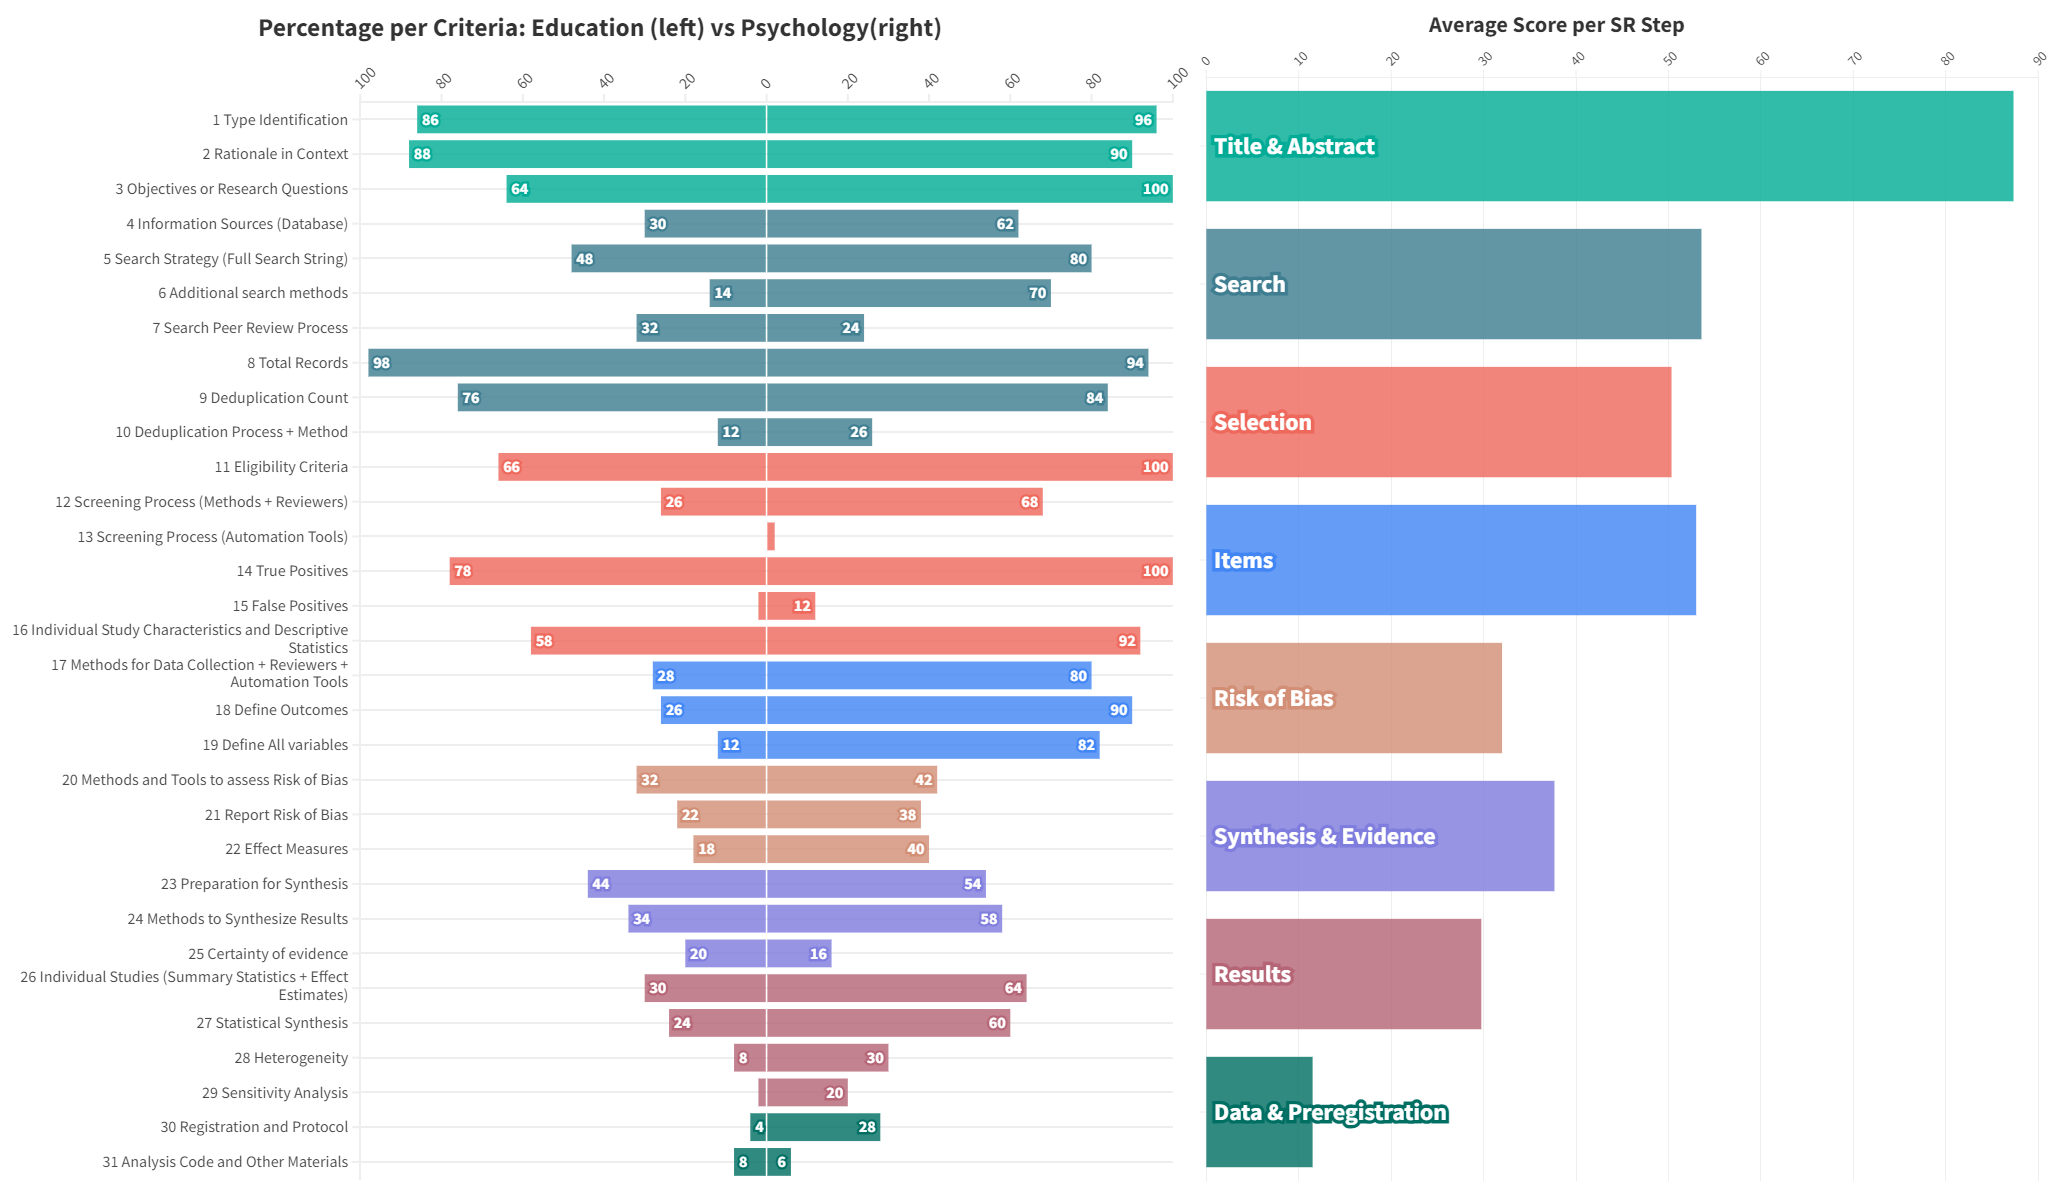 Percentage per Criteria: Education (left) vs Psychology(right)
100 80 60 40 20 0 20 40 60 80 100
1 Type Identification 86 96
2 Rationale in Context 88 90
3 Objectives or Research Questions 64 100
4 Information Sources (Database) 30 62
5 Search Strategy (Full Search String) 48 80
6 Additional search methods 14 70
7 Search Peer Review Process 32 24
8 Total Records 98 94
9 Deduplication Count 76 84
10 Deduplication Process + Method 12 26
11 Eligibility Criteria 66 100
12 Screening Process (Methods + Reviewers) 26 68
13 Screening Process (Automation Tools)
14 True Positives 78 100
15 False Positives 12
16 Individual Study Characteristics and Descriptive
Statistics 58 92
17 Methods for Data Collection + Reviewers +
Automation Tools 28 80
18 Define Outcomes 26 90
19 Define All variables 12 82
20 Methods and Tools to assess Risk of Bias 32 42
21 Report Risk of Bias 22 38
22 Effect Measures 18 40
23 Preparation for Synthesis 44 54
24 Methods to Synthesize Results 34 58
25 Certainty of evidence 20 16
26 Individual Studies (Summary Statistics + Effect
Estimates) 30 64
27 Statistical Synthesis 24 60
28 Heterogeneity 8 30
29 Sensitivity Analysis 20
30 Registration and Protocol 4 28
31 Analysis Code and Other Materials 8 6
Average Score per SR Step
0 10 20 30 40 50 60 70 80 90
Title & Abstract
Search
Selection
Items
Risk of Bias
Synthesis & Evidence
Results
Data & Preregistration